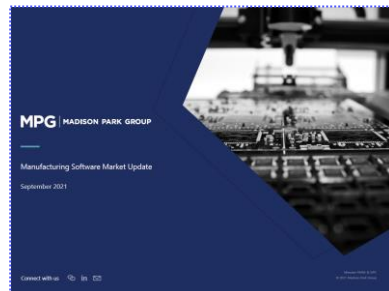 MPG | MADISON PARK GROUP
Manufacturing Software Market Update
September 2021
Connect with us